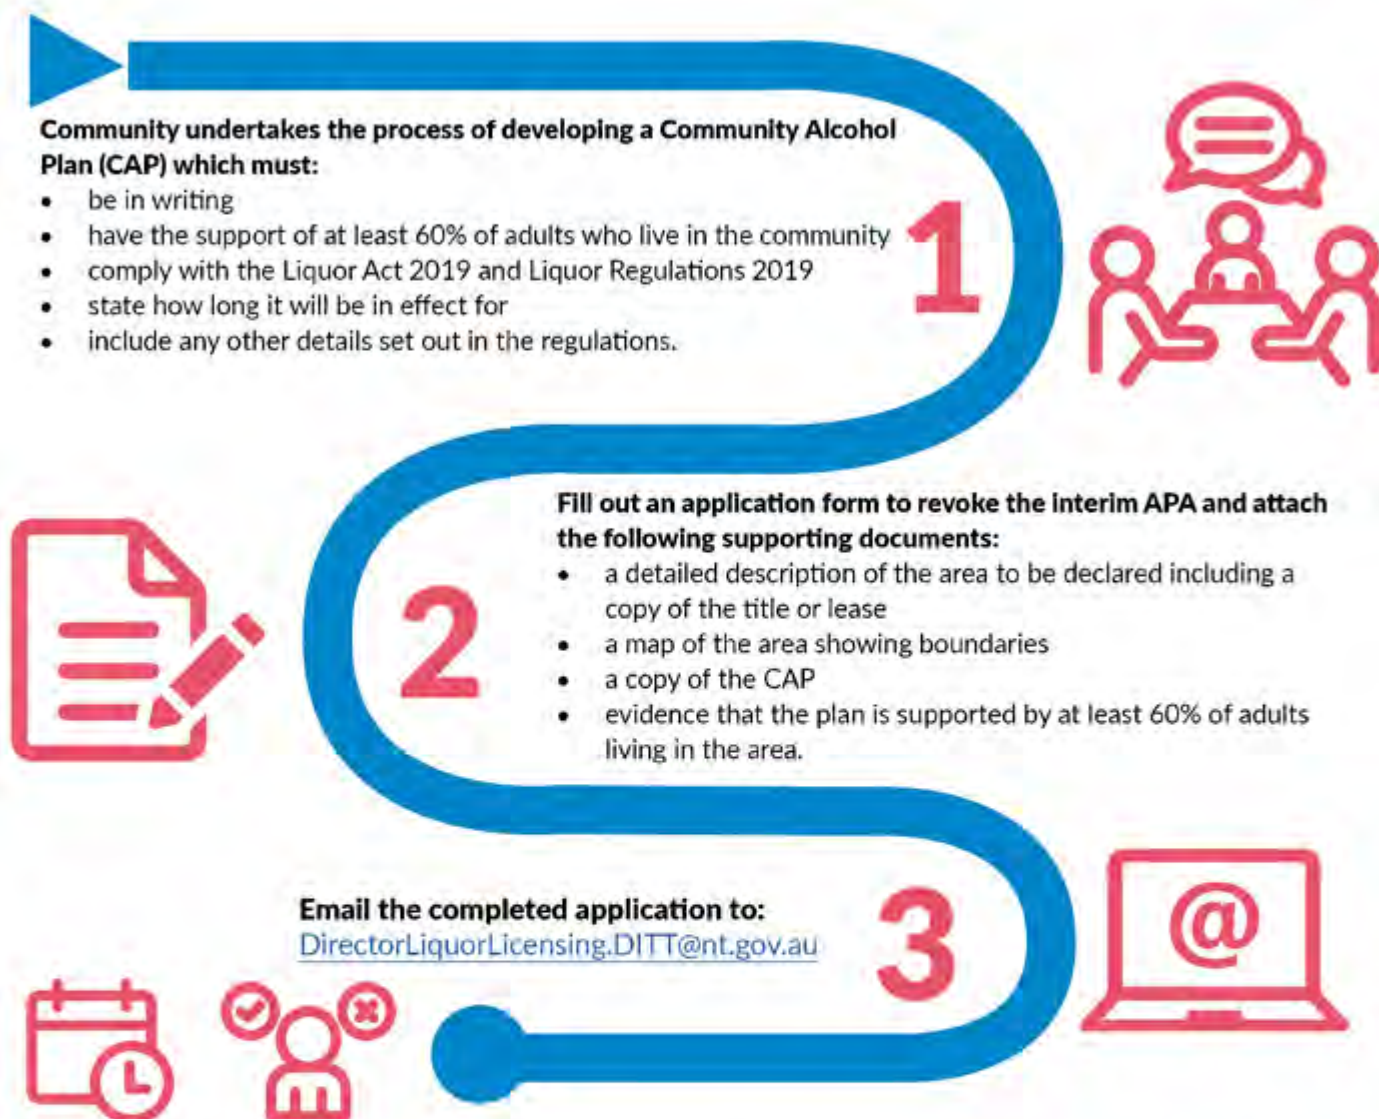 Community undertakes the process of developing a Community Alcohol
Plan (CAP) which must:
• be in writing
• have the support of at least 60% of adults who live in the community
• comply with the Liquor Act 2019 and Liquor Regulations 2019
• state how long it will be in effect for
• include any other details set out in the regulations.
1
Fill out an application form to revoke the interim APA and attach
the following supporting documents:
• a detailed description of the area to be declared including a
copy of the title or lease
• a map of the area showing boundaries
• a copy of the CAP
• evidence that the plan is supported by at least 60% of adults
living in the area.
2
Email the completed application to:
DirectorLiquorLicensing.DITT@nt.gov.au
3
@